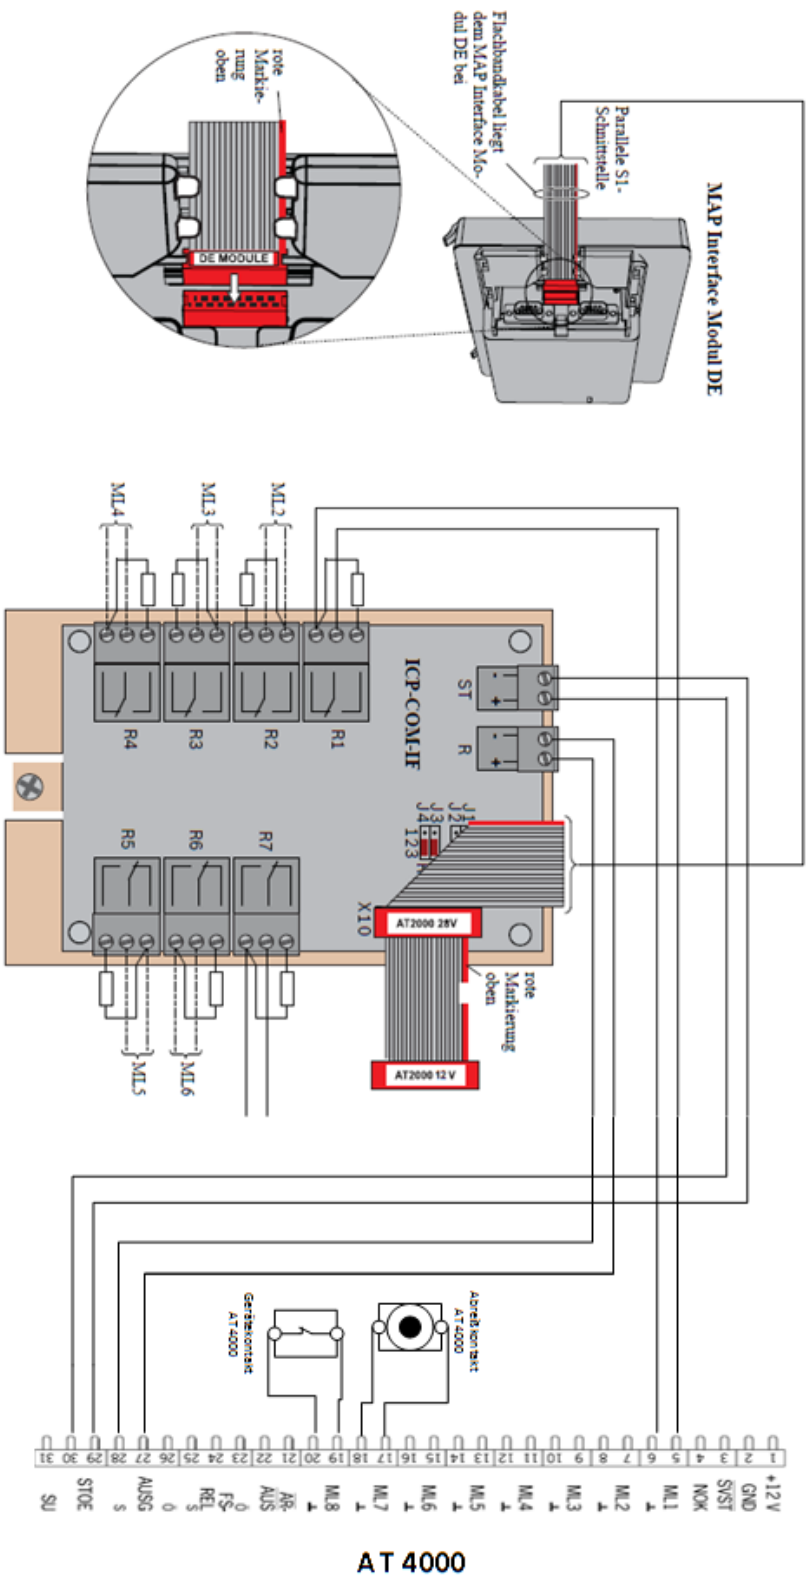 Flachbandkabel liegt
dem MAP Interface Mo-
dul DE bei
Parallele S1-
Schnittstelle
MAP Interface Modul DE
rote
Markie-
rung
oben
DE MODULE
ML4
ML3
ML2
R4
R3
R2
R1
ICP-COM-IF
ST
- +
R
- +
J1
J2
J3
J4
123
R5
R6
R7
X10
AT2000 28V
rote
Markierung
oben
AT2000 12 V
ML5
ML6
Gerätekontakt
AT 4000
Abreißkontakt
AT 4000
31 30 29 28 27 26 25 24 23 22 21 20 19 18 17 16 15 14 13 12 11 10 9 8 7 6 5 4 3 2 1
+12 V
GND
SVST
NOK
ML1
⊥
ML2
⊥
ML3
⊥
ML4
⊥
ML5
⊥
ML6
⊥
ML7
⊥
ML8
⊥
ÄR-
AUS
Ö
FS-
REL
S
Ö
AUSG
S
STOE
SU
AT 4000